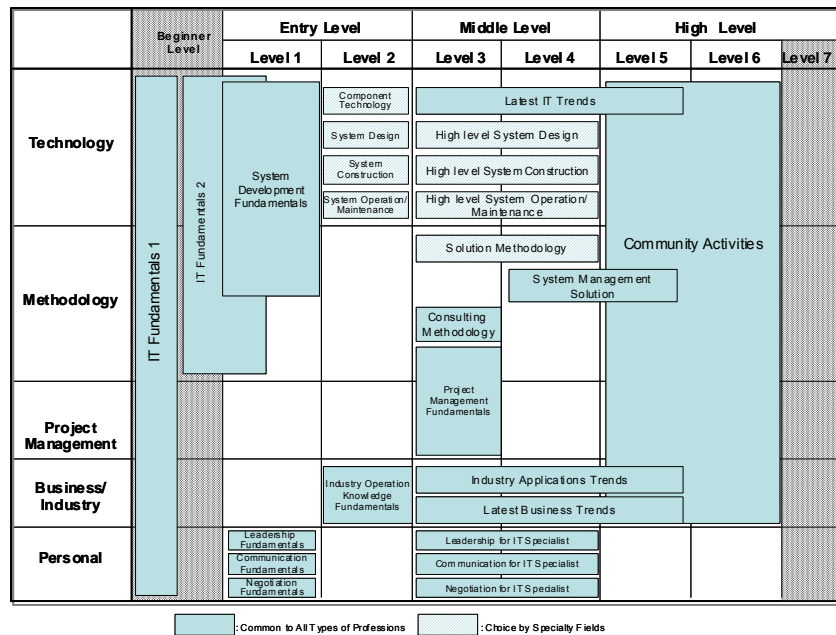 Beginner
Level
Entry Level
Middle Level
High Level
Level 1
Level 2
Level 3
Level 4
Level 5
Level 6
Level 7
Technology
Methodology
Project
Management
Business/
Industry
Personal
IT Fundamentals 1
IT Fundamentals 2
System
Development
Fundamentals
Component
Technology
System Design
System
Construction
System Operation/
Maintenance
Latest IT Trends
High level System Design
High level System Construction
High level System Operation/
Maintenance
Solution Methodology
System Management
Solution
Consulting
Methodology
Project
Management
Fundamentals
Community Activities
Industry Operation
Knowledge
Fundamentals
Industry Applications Trends
Latest Business Trends
Leadership
Fundamentals
Communication
Fundamentals
Negotiation
Fundamentals
Leadership for IT Specialist
Communication for IT Specialist
Negotiation for IT Specialist
: Common to All Types of Professions
: Choice by Specialty Fields